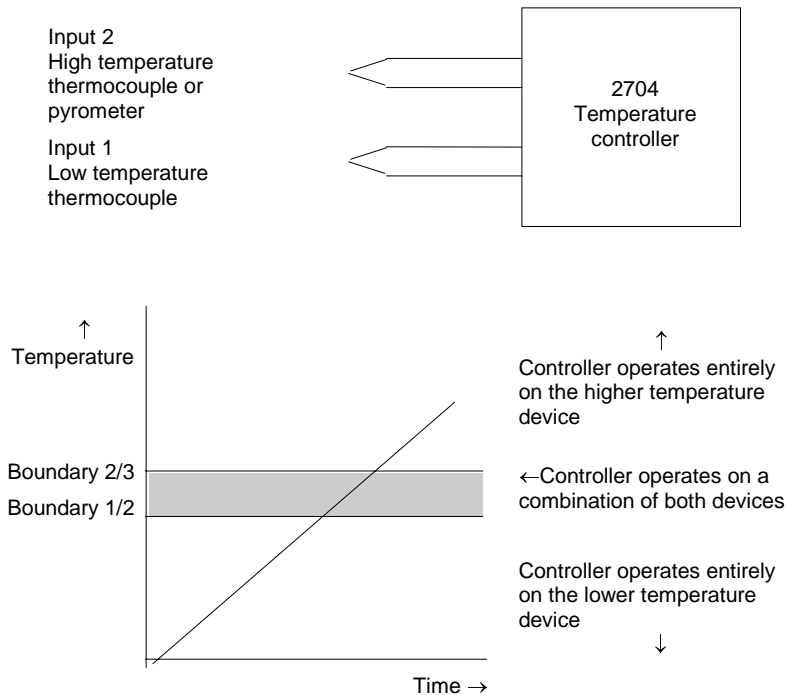 Input 2
High temperature
thermocouple or
pyrometer
Input 1
Low temperature
thermocouple
2704
Temperature
controller
↑
Temperature
Boundary 2/3
Boundary 1/2
↑
Controller operates entirely
on the higher temperature
device
←Controller operates on a
combination of both devices
Controller operates entirely
on the lower temperature
device
↓
Time →